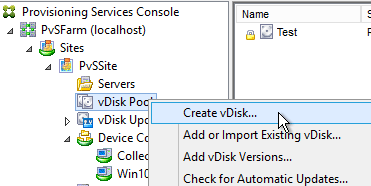 Provisioning Services Console
PvSFarm (localhost)
Sites
PvSSite
Servers
vDisk Pool
vDisk Upd
Device Co
Collec
Win10
Name
Test
P
Create vDisk...
Add or Import Existing vDisk...
Add vDisk Versions...
Check for Automatic Updates...